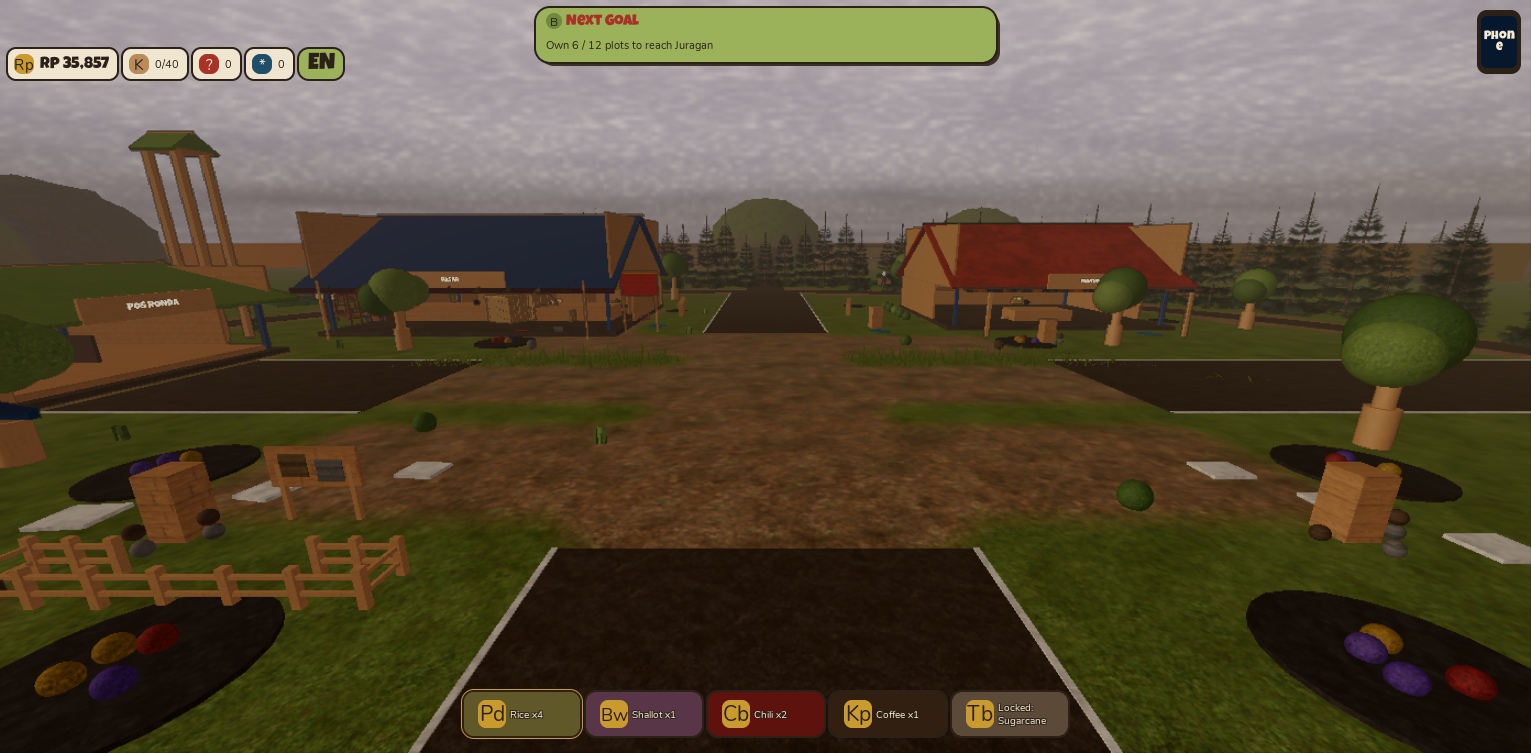 B NEXT GOAL
Own 6 / 12 plots to reach Juragan
Phon
e
Rp RP 35,857
K 0/40
? 0
* 0
EN
POS RONDA
Pd Rice x4
Bw Shallot x1
Cb Chili x2
Kp Coffee x1
Tb Locked:
Sugarcane